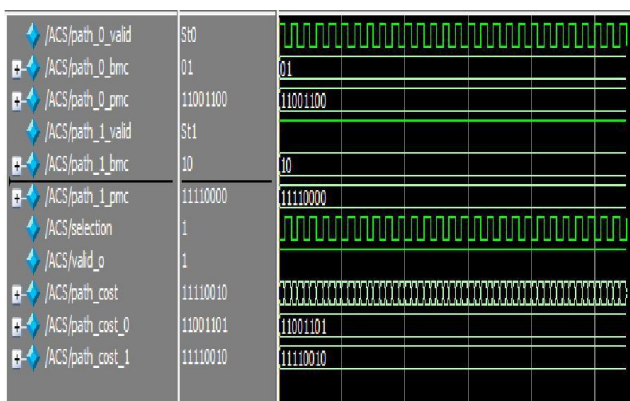 /ACS/path_0_valid St0
/ACS/path_0_bmc 01 01
/ACS/path_0_pmc 11001100 11001100
/ACS/path_1_valid St1
/ACS/path_1_bmc 10 10
/ACS/path_1_pmc 11110000 11110000
/ACS/selection 1
/ACS/valid_o 1
/ACS/path_cost 11110010
/ACS/path_cost_0 11001101 11001101
/ACS/path_cost_1 11110010 11110010